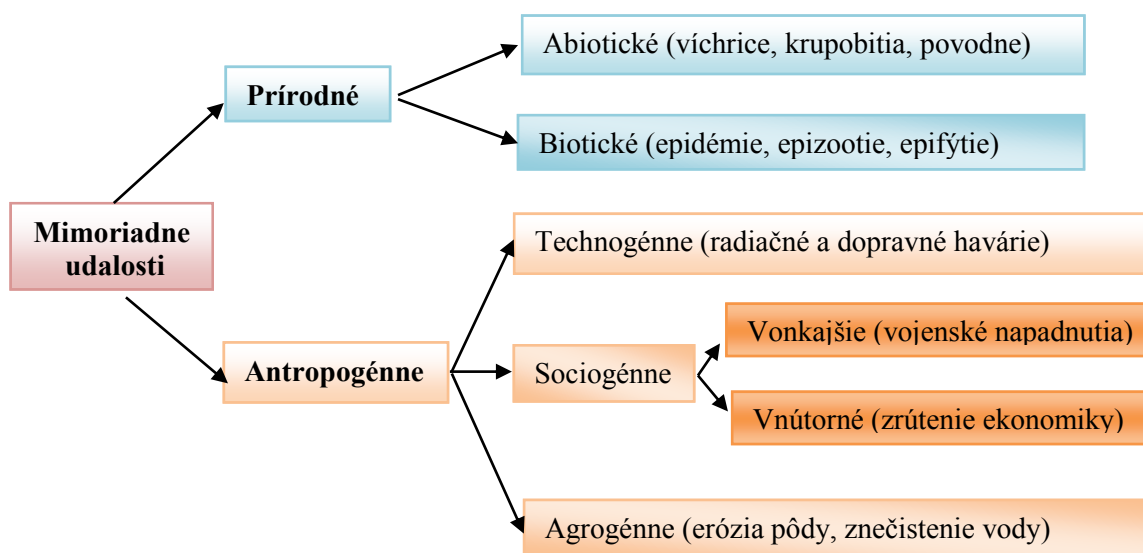 Abiotické (víchrice, krupobitia, povodne)
Prírodné
Biotické (epidémie, epizootie, epifýtie)
Mimoriadne
udalosti
Technogénne (radiačné a dopravné havárie)
Vonkajšie (vojenské napadnutia)
Antropogénne
Sociogénne
Vnútorné (zrútenie ekonomiky)
Agrogénne (erózia pôdy, znečistenie vody)